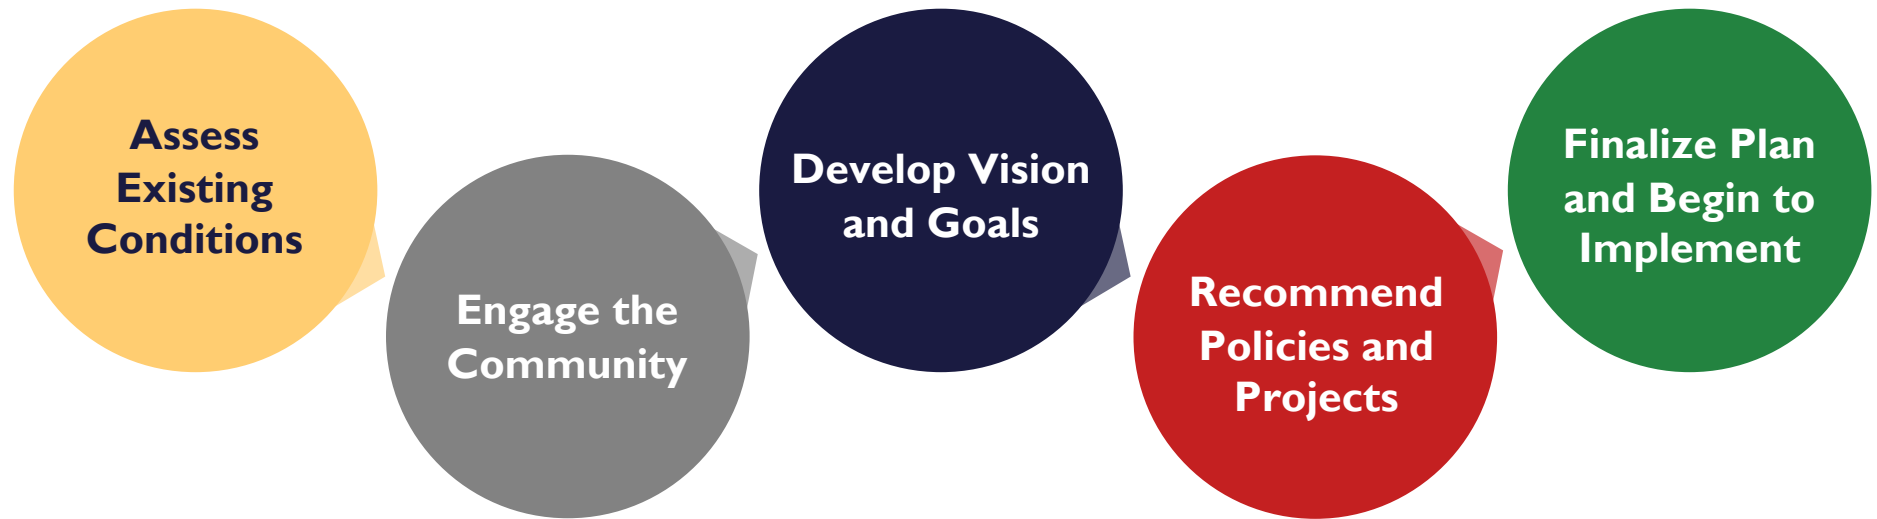 Assess
Existing
Conditions
Engage the
Community
Develop Vision
and Goals
Recommend
Policies and
Projects
Finalize Plan
and Begin to
Implement